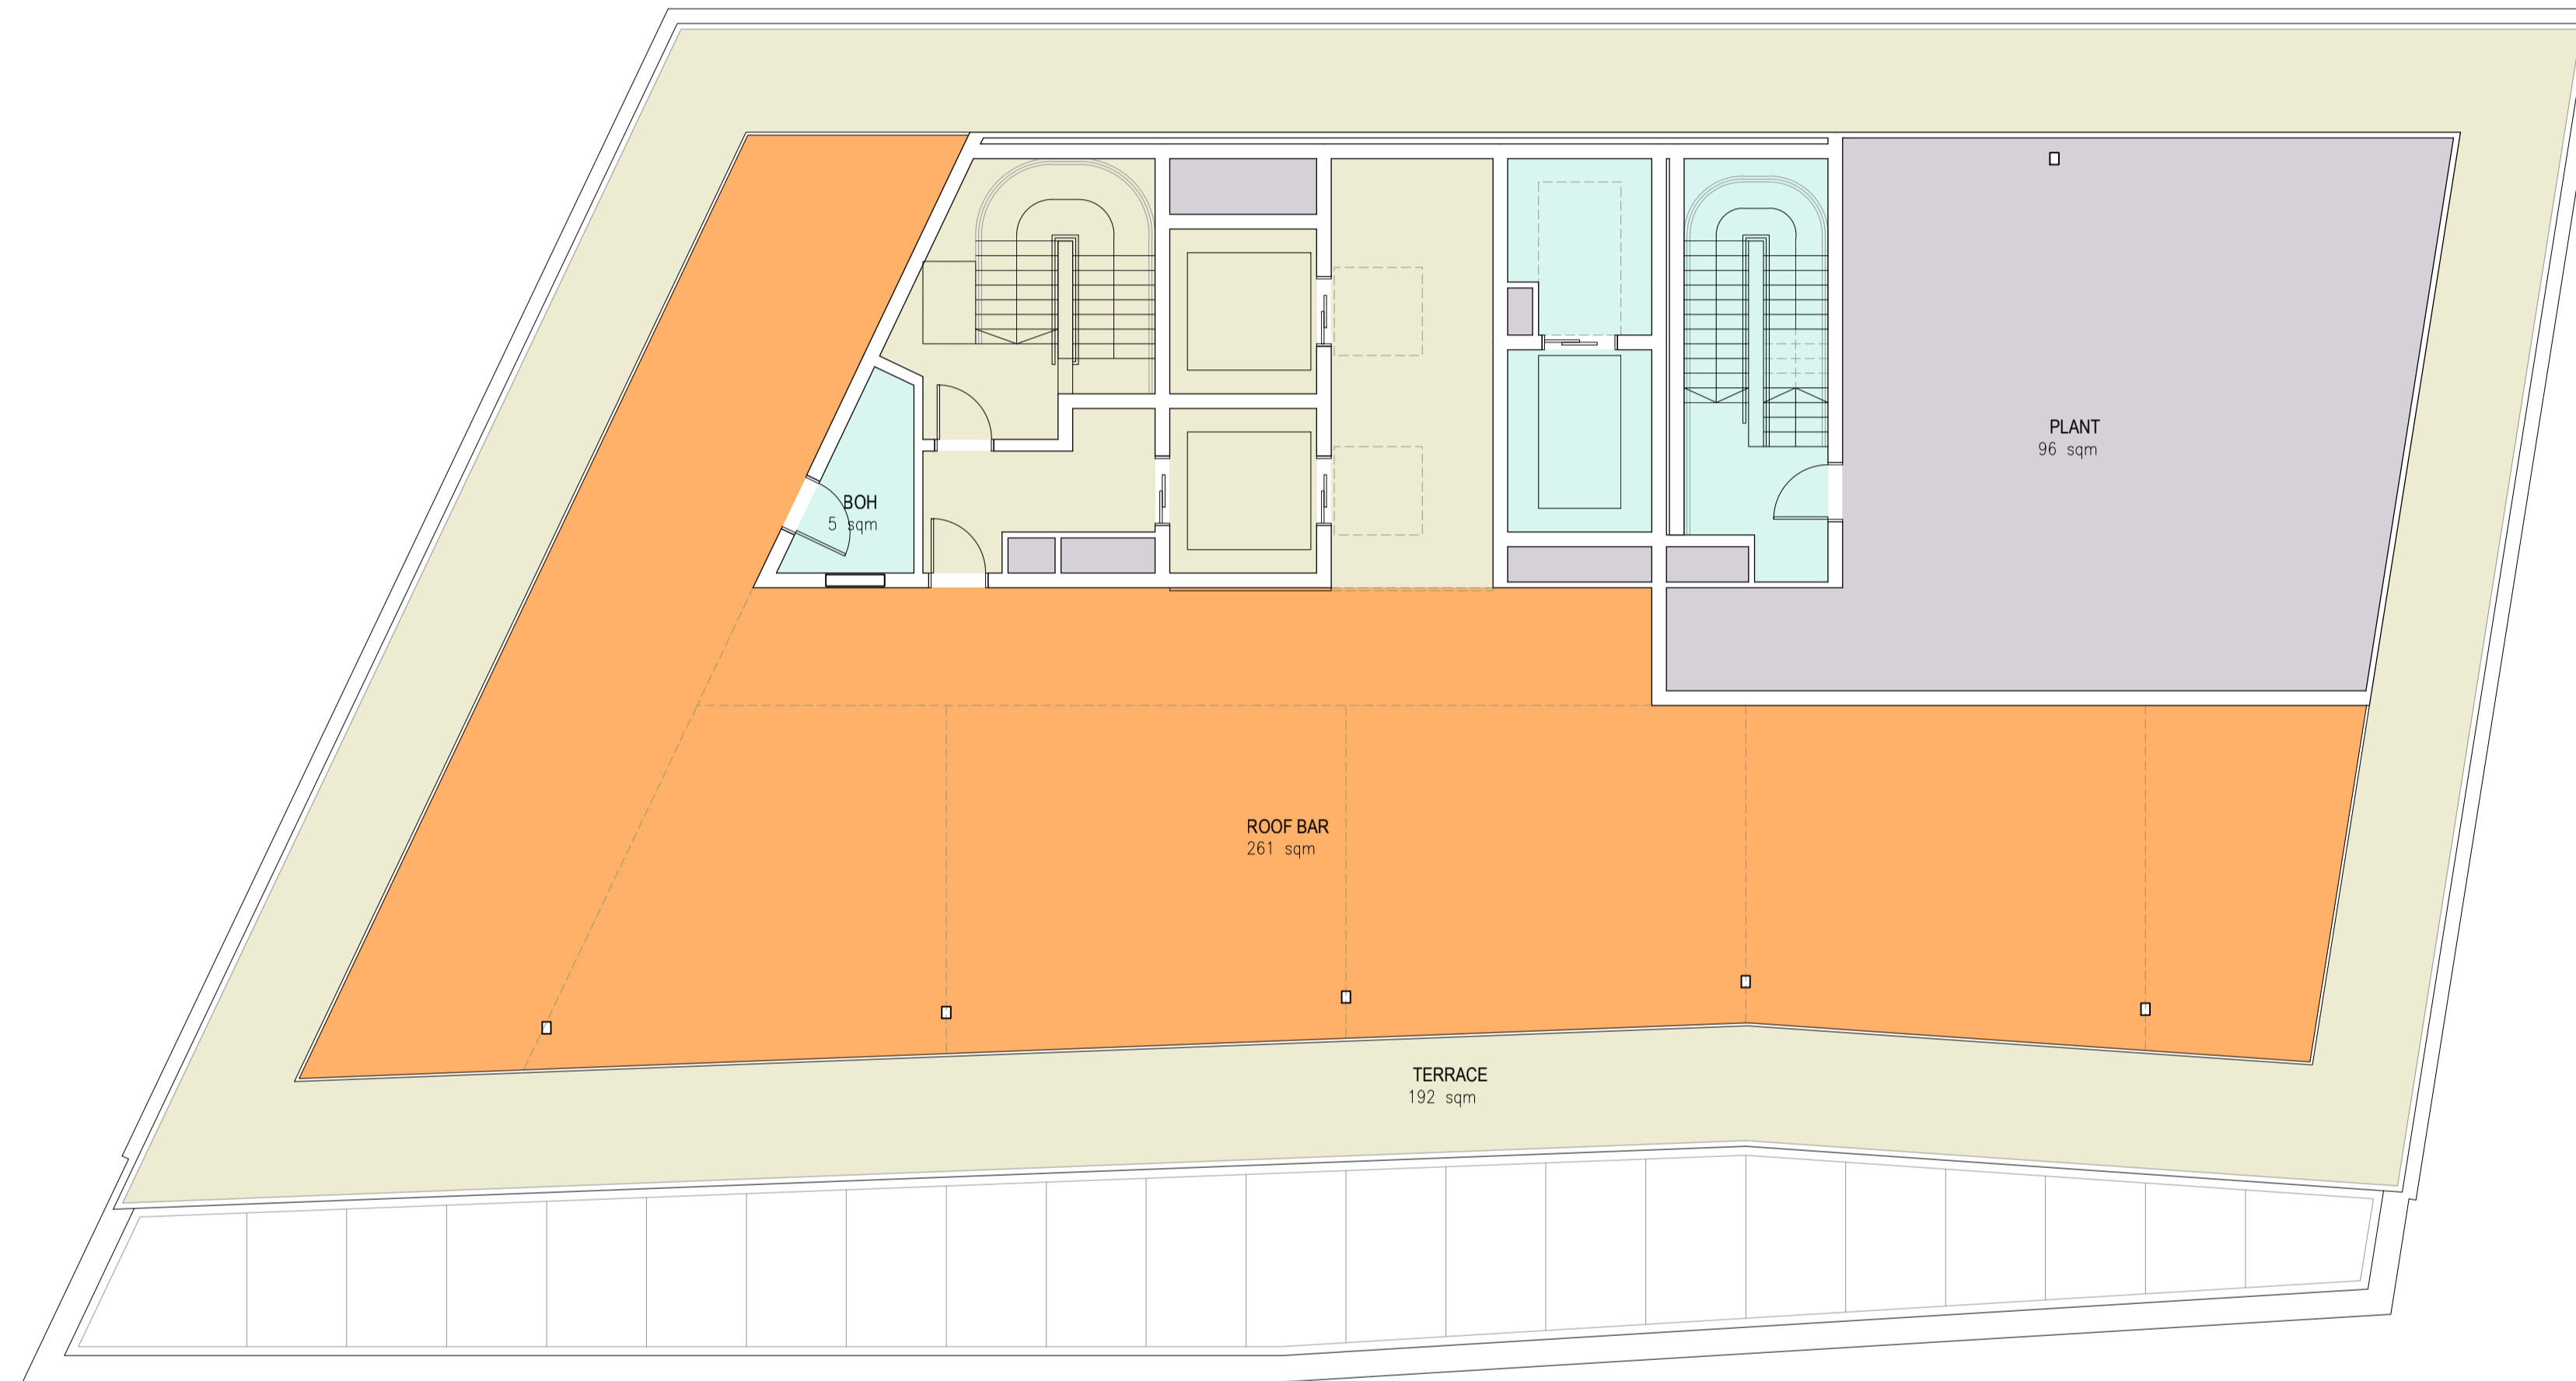 PLANT
96 sqm
BOH
5 sqm
ROOF BAR
261 sqm
TERRACE
192 sqm